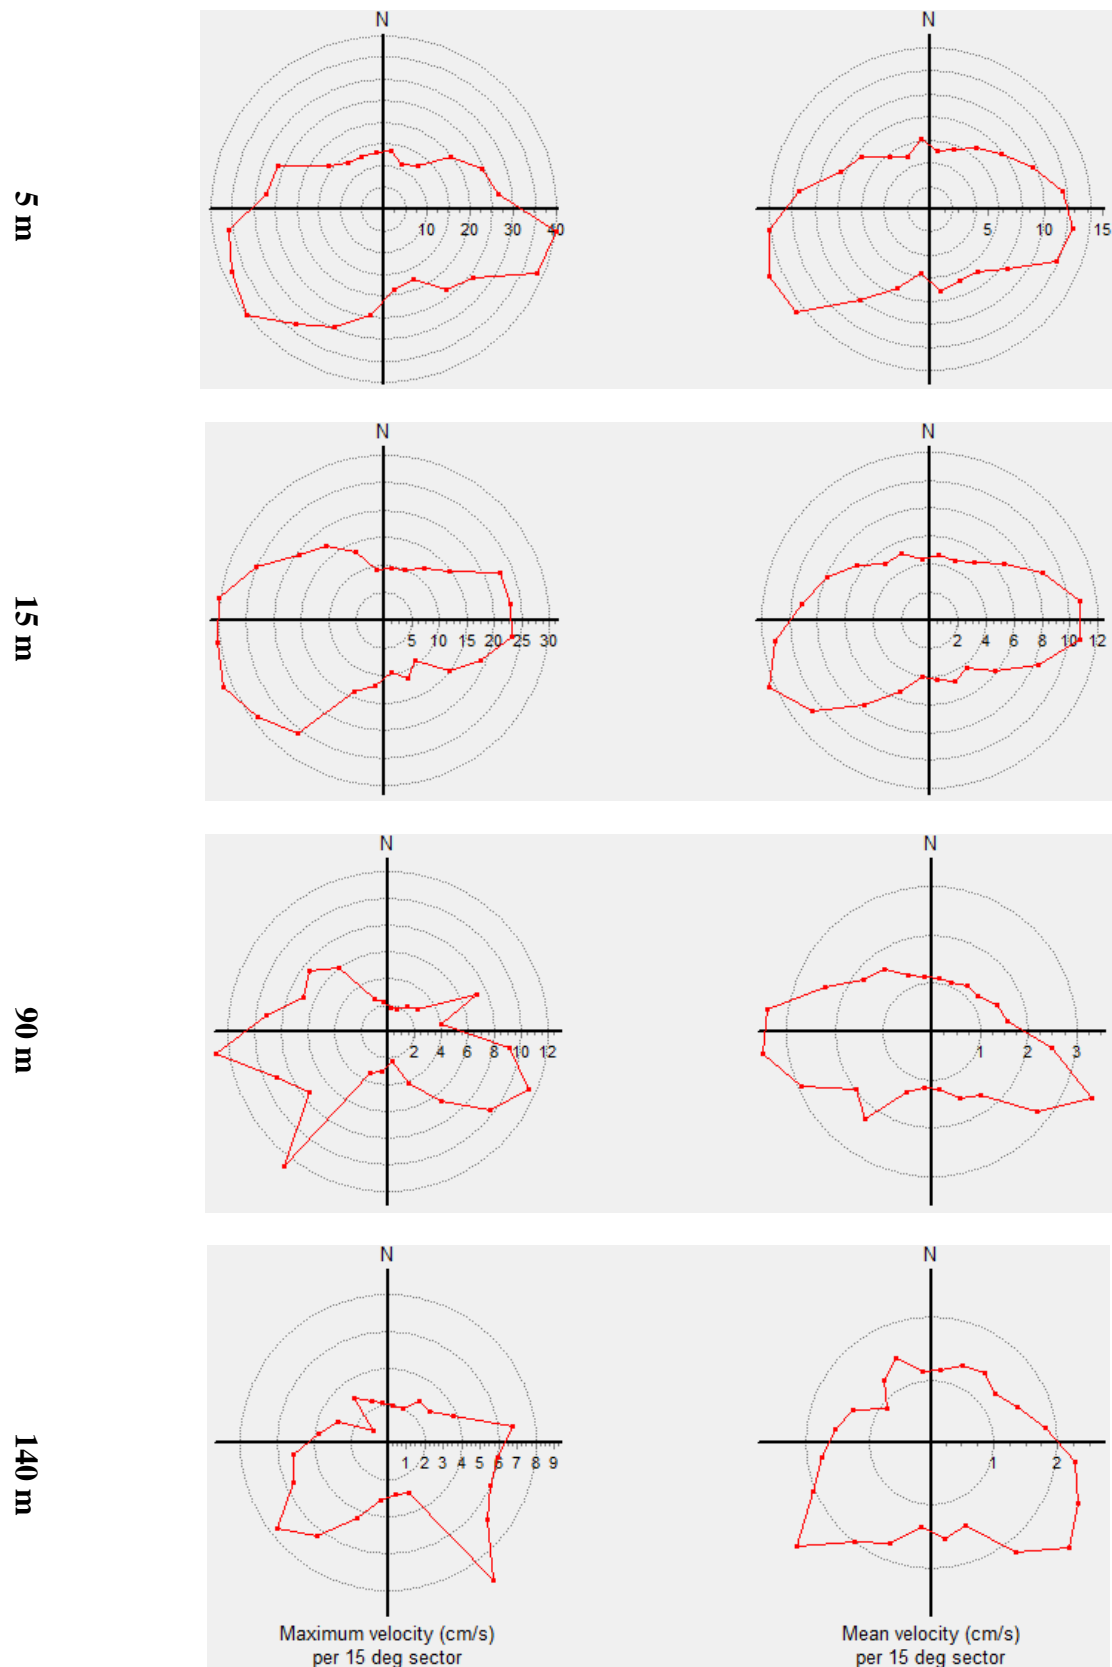 N N
5 m
10 20 30 40 5 10 15
N N
15 m
5 10 15 20 25 30 2 4 6 8 10 12
N N
90 m
2 4 6 8 10 12 1 2 3
N N
140 m
1 2 3 4 5 6 7 8 9 1 2
Maximum velocity (cm/s) Mean velocity (cm/s)
per 15 deg sector per 15 deg sector